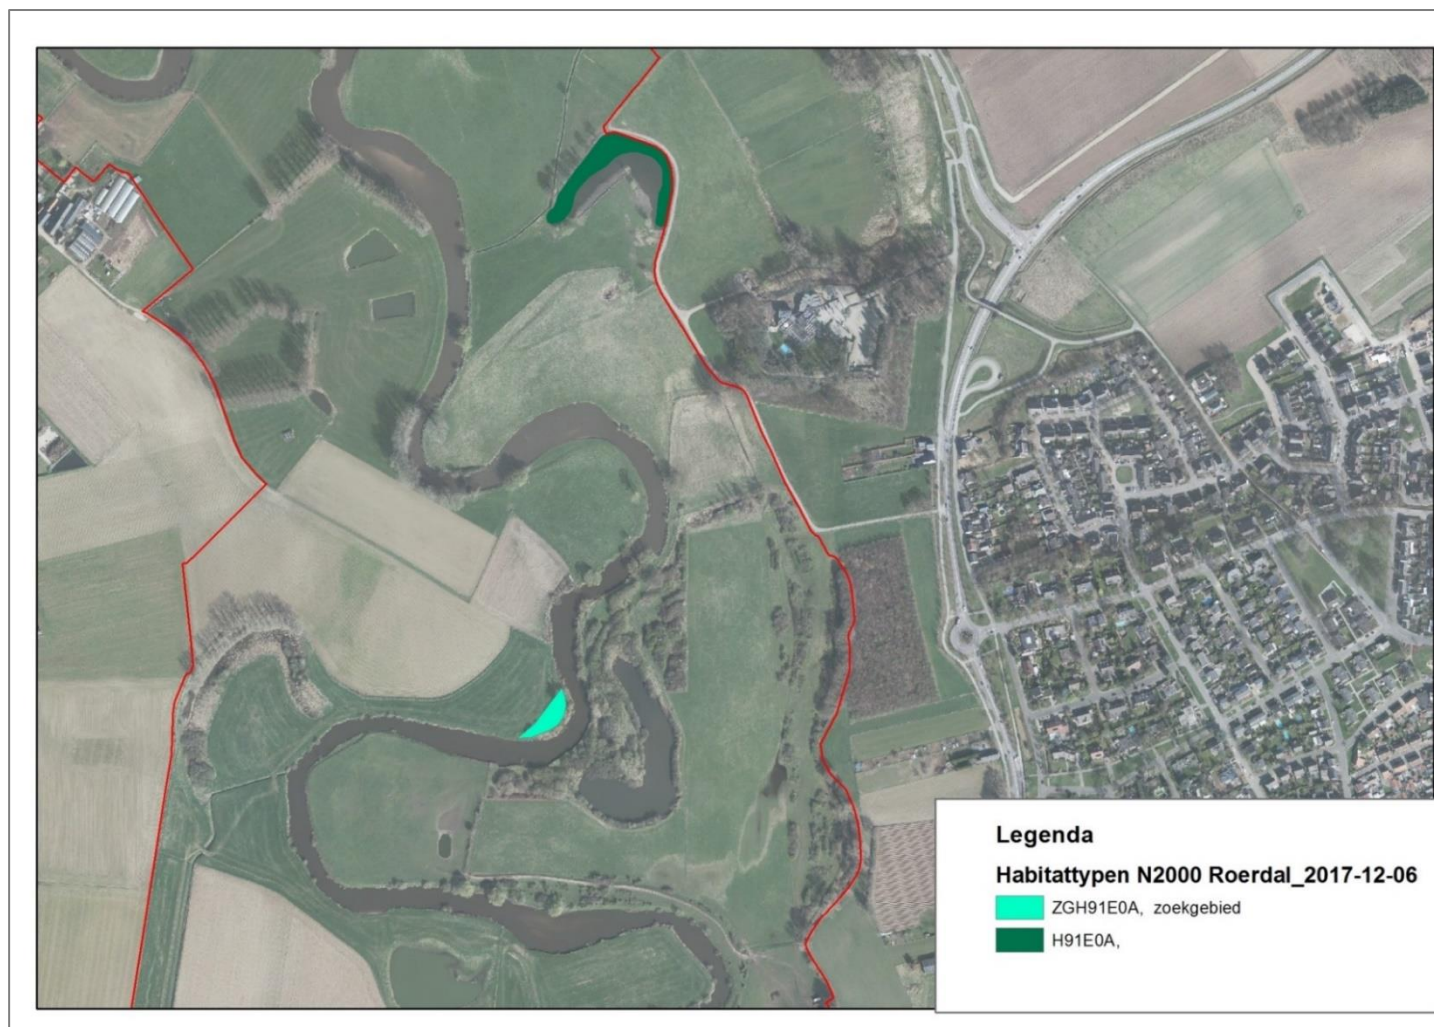 Legenda
Habitattypen N2000 Roerdal_2017-12-06
ZGH91E0A, zoekgebied
H91E0A,